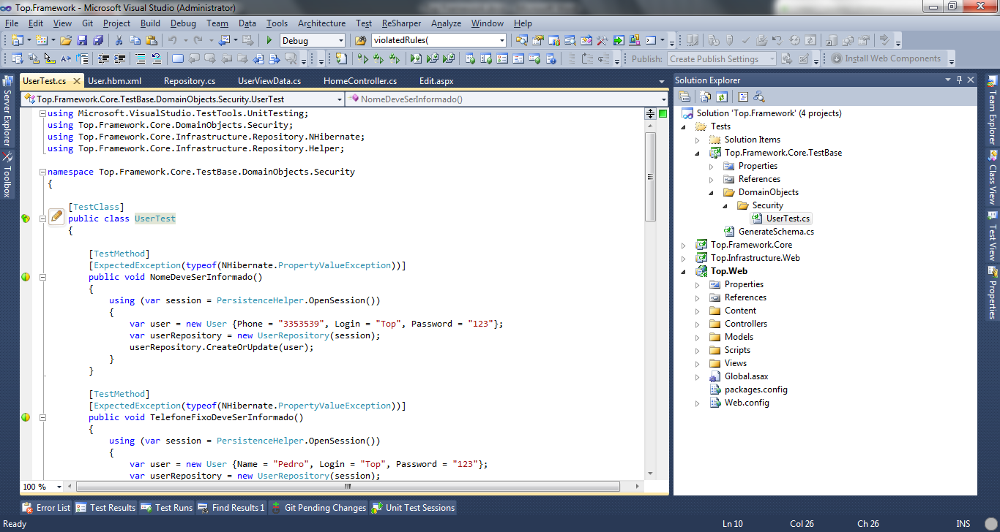 Top.Framework - Microsoft Visual Studio (Administrator)
File Edit View Git Project Build Debug Team Data Tools Architecture Test ReSharper Analyze Window Help
Debug violatedRules(
Publish: Create Publish Settings Install Web Components
Server Explorer
Toolbox
UserTest.cs User.hbm.xml Repository.cs UserViewData.cs HomeController.cs Edit.aspx
Top.Framework.Core.TestBase.DomainObjects.Security.UserTest NomeDeveSerInformado()
using Microsoft.VisualStudio.TestTools.UnitTesting;
using Top.Framework.Core.DomainObjects.Security;
using Top.Framework.Core.Infrastructure.Repository.NHibernate;
using Top.Framework.Core.Infrastructure.Repository.Helper;
namespace Top.Framework.Core.TestBase.DomainObjects.Security
{
[TestClass]
public class UserTest
{
[TestMethod]
[ExpectedException(typeof(NHibernate.PropertyValueException))]
public void NomeDeveSerInformado()
{
using (var session = PersistenceHelper.OpenSession())
{
var user = new User {Phone = "3353539", Login = "Top", Password = "123"};
var userRepository = new UserRepository(session);
userRepository.CreateOrUpdate(user);
}
}
[TestMethod]
[ExpectedException(typeof(NHibernate.PropertyValueException))]
public void TelefoneFixoDeveSerInformado()
{
using (var session = PersistenceHelper.OpenSession())
{
var user = new User {Name = "Pedro", Login = "Top", Password = "123"};
var userRepository = new UserRepository(session);
100 %
Solution Explorer
Solution 'Top.Framework' (4 projects)
Tests
Solution Items
Top.Framework.Core.TestBase
Properties
References
DomainObjects
Security
UserTest.cs
GenerateSchema.cs
Top.Framework.Core
Top.Infrastructure.Web
Top.Web
Properties
References
Content
Controllers
Models
Scripts
Views
Global.asax
packages.config
Web.config
Team Explorer
Class View
Test View
Properties
Error List Test Results Test Runs Find Results 1 Git Pending Changes Unit Test Sessions
Ready Ln 10 Col 26 Ch 26 INS